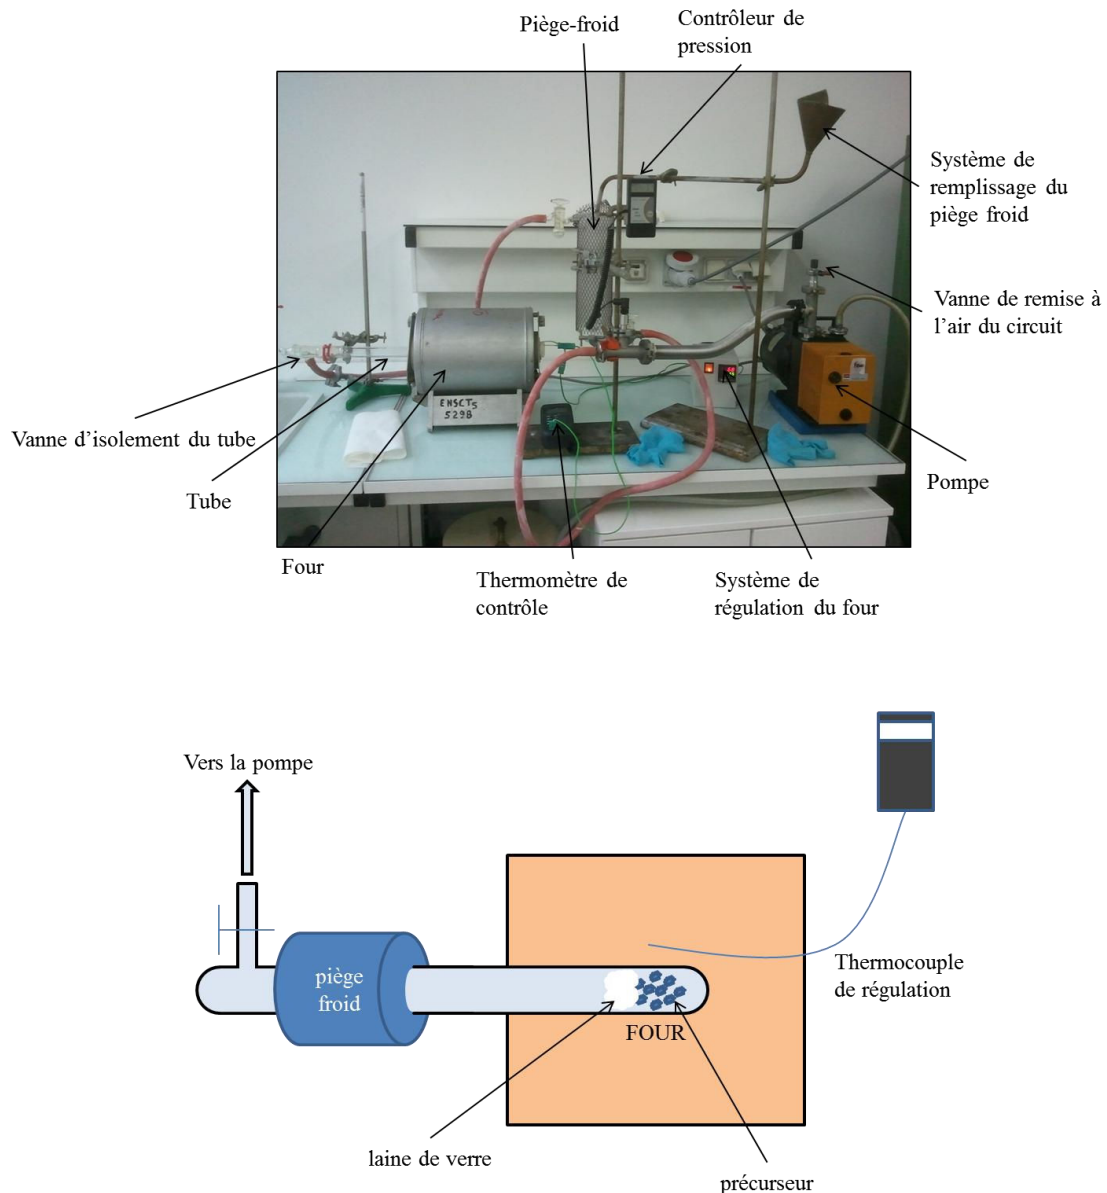 Piège-froid
Contrôleur de
pression
Système de
remplissage du
piège froid
Vanne de remise à
l'air du circuit
ENSCT5
5298
Vanne d'isolement du tube
Tube
Pompe
Four
Thermomètre de
contrôle
Système de
régulation du four
Vers la pompe
piège
froid
Thermocouple
de régulation
FOUR
laine de verre
précurseur